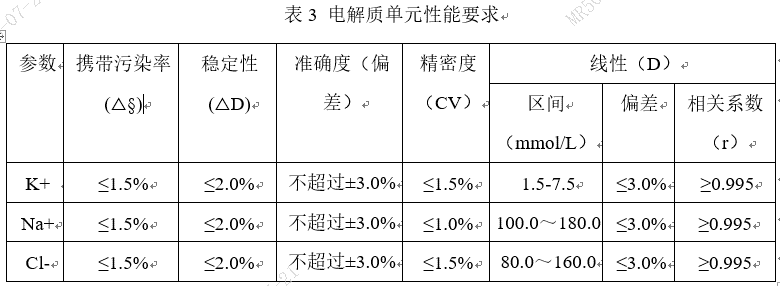 表 3 电解质单元性能要求
参数 携带污染率 (△§) 稳定性 (△D) 准确度（偏差） 精密度（CV） 线性（D）
区间（mmol/L） 偏差 相关系数（r）
K+ ≤1.5% ≤2.0% 不超过±3.0% ≤1.5% 1.5-7.5 ≤3.0% ≥0.995
Na+ ≤1.5% ≤2.0% 不超过±3.0% ≤1.0% 100.0～180.0 ≤3.0% ≥0.995
Cl- ≤1.5% ≤2.0% 不超过±3.0% ≤1.5% 80.0～160.0 ≤3.0% ≥0.995